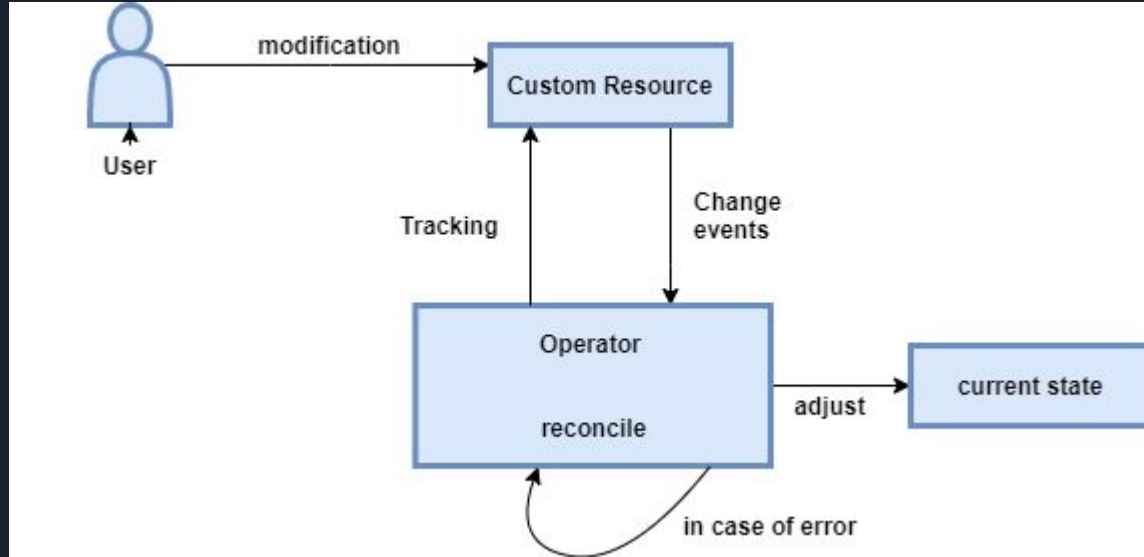 modification
Custom Resource
User
Tracking
Change
events
Operator
reconcile
adjust
current state
in case of error